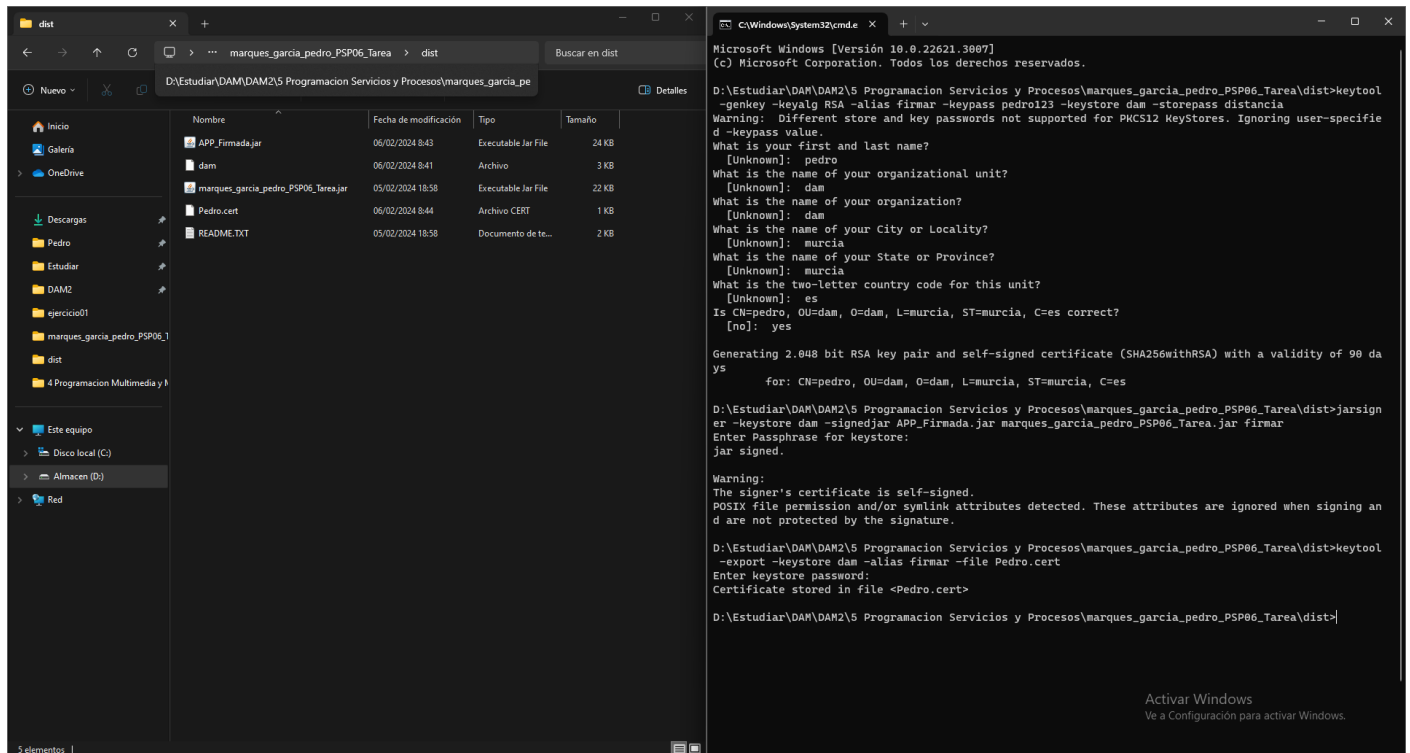 dist
marques_garcia_pedro_PSP06_Tarea > dist
Buscar en dist
D:\Estudiar\DAM\DAM2\5 Programacion Servicios y Procesos\marques_garcia_pe
Nuevo
Detalles
Inicio
Galería
OneDrive
Descargas
Pedro
Estudiar
DAM2
ejercicio01
marques_garcia_pedro_PSP06_T
dist
4 Programacion Multimedia y M
Este equipo
Disco local (C:)
Almacen (D:)
Red
Nombre Fecha de modificación Tipo Tamaño
APP_Firmada.jar 06/02/2024 8:43 Executable Jar File 24 KB
dam 06/02/2024 8:41 Archivo 3 KB
marques_garcia_pedro_PSP06_Tarea.jar 05/02/2024 18:58 Executable Jar File 22 KB
Pedro.cert 06/02/2024 8:44 Archivo CERT 1 KB
README.TXT 05/02/2024 18:58 Documento de te... 2 KB
5 elementos
C:\Windows\System32\cmd.e
Microsoft Windows [Versión 10.0.22621.3007]
(c) Microsoft Corporation. Todos los derechos reservados.
D:\Estudiar\DAM\DAM2\5 Programacion Servicios y Procesos\marques_garcia_pedro_PSP06_Tarea\dist>keytool
-genkey -keyalg RSA -alias firmar -keypass pedro123 -keystore dam -storepass distancia
Warning:  Different store and key passwords not supported for PKCS12 KeyStores. Ignoring user-specifie
d -keypass value.
What is your first and last name?
[Unknown]:  pedro
What is the name of your organizational unit?
[Unknown]:  dam
What is the name of your organization?
[Unknown]:  dam
What is the name of your City or Locality?
[Unknown]:  murcia
What is the name of your State or Province?
[Unknown]:  murcia
What is the two-letter country code for this unit?
[Unknown]:  es
Is CN=pedro, OU=dam, O=dam, L=murcia, ST=murcia, C=es correct?
[no]:  yes
Generating 2.048 bit RSA key pair and self-signed certificate (SHA256withRSA) with a validity of 90 da
ys
for: CN=pedro, OU=dam, O=dam, L=murcia, ST=murcia, C=es
D:\Estudiar\DAM\DAM2\5 Programacion Servicios y Procesos\marques_garcia_pedro_PSP06_Tarea\dist>jarsign
er -keystore dam -signedjar APP_Firmada.jar marques_garcia_pedro_PSP06_Tarea.jar firmar
Enter Passphrase for keystore:
jar signed.
Warning:
The signer's certificate is self-signed.
POSIX file permission and/or symlink attributes detected. These attributes are ignored when signing an
d are not protected by the signature.
D:\Estudiar\DAM\DAM2\5 Programacion Servicios y Procesos\marques_garcia_pedro_PSP06_Tarea\dist>keytool
-export -keystore dam -alias firmar -file Pedro.cert
Enter keystore password:
Certificate stored in file <Pedro.cert>
D:\Estudiar\DAM\DAM2\5 Programacion Servicios y Procesos\marques_garcia_pedro_PSP06_Tarea\dist>
Activar Windows
Ve a Configuración para activar Windows.